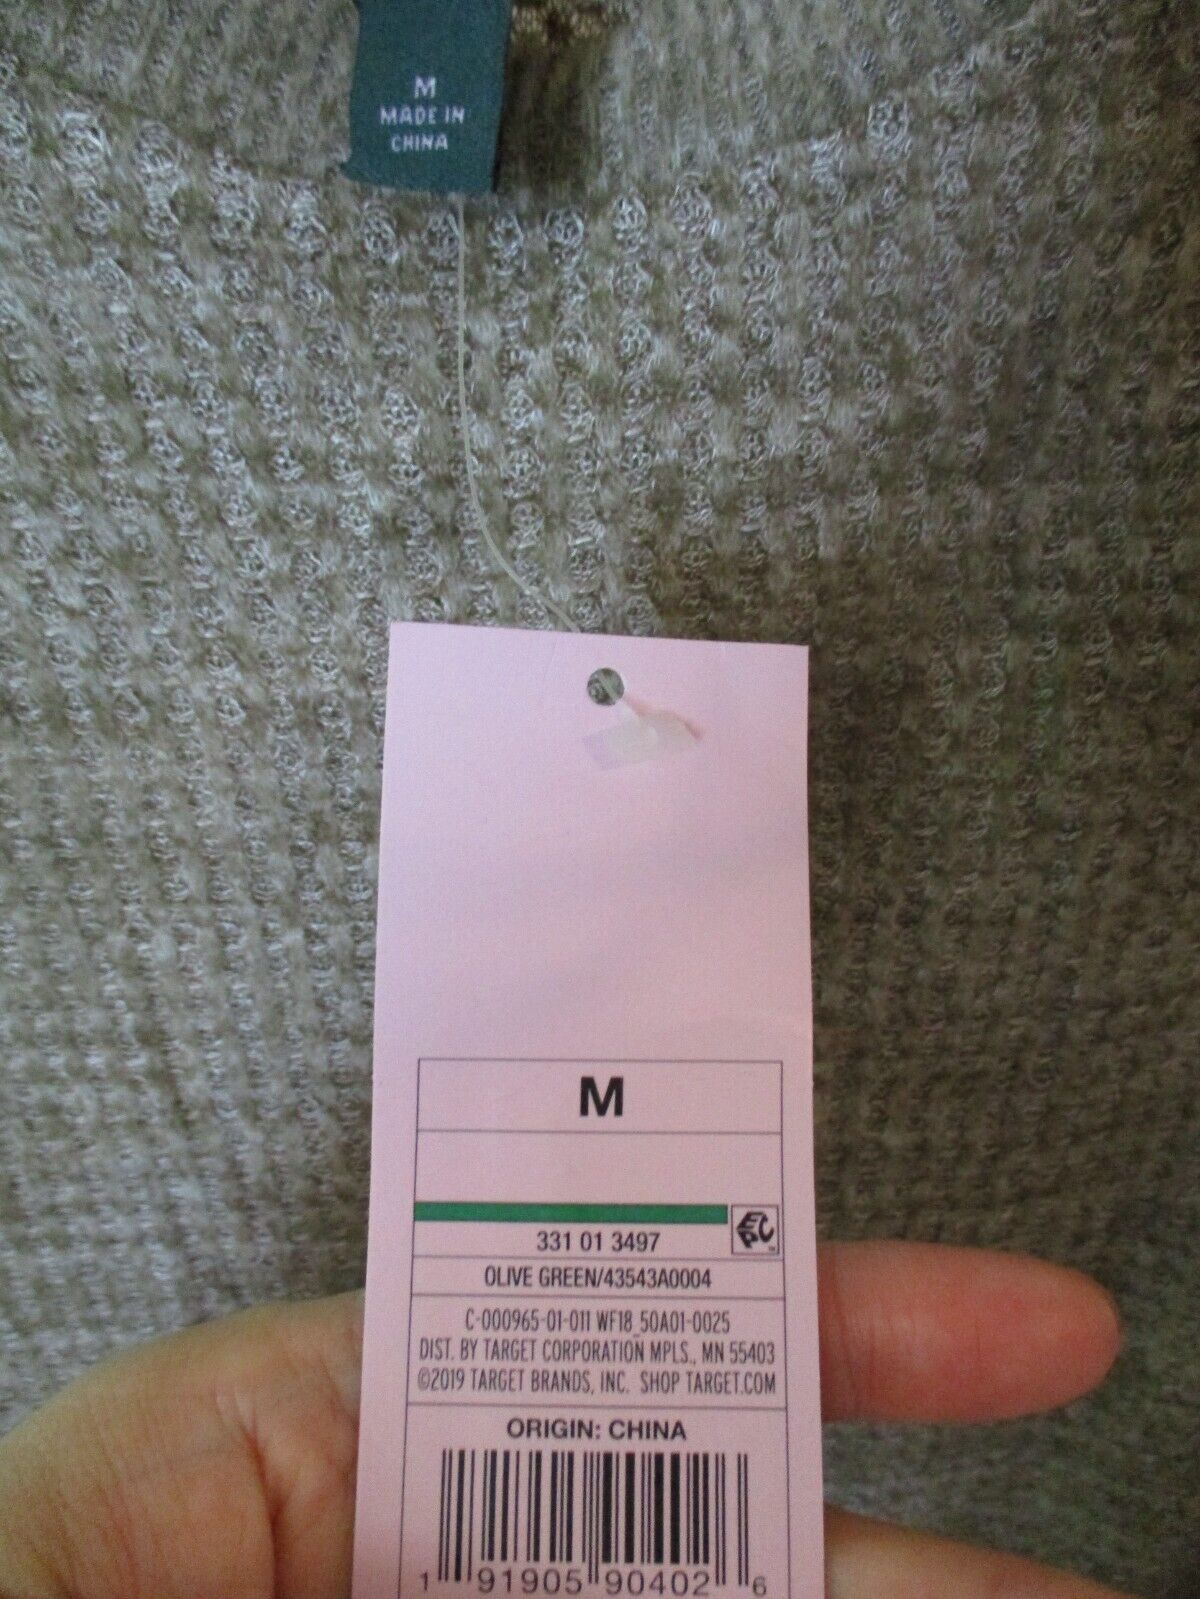 M
MADE IN
CHINA
M
331 01 3497
EPC
OLIVE GREEN/43543A0004
C-000965-01-011 WF18_50A01-0025
DIST. BY TARGET CORPORATION MPLS., MN 55403
©2019 TARGET BRANDS, INC. SHOP TARGET.COM
ORIGIN: CHINA
1 91905 90402 6